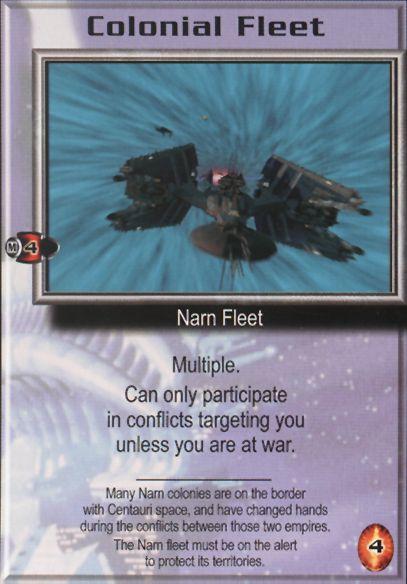 Colonial Fleet
M 4
Narn Fleet
Multiple.
Can only participate
in conflicts targeting you
unless you are at war.
Many Narn colonies are on the border
with Centauri space, and have changed hands
during the conflicts between those two empires.
The Narn fleet must be on the alert
to protect its territories.
4